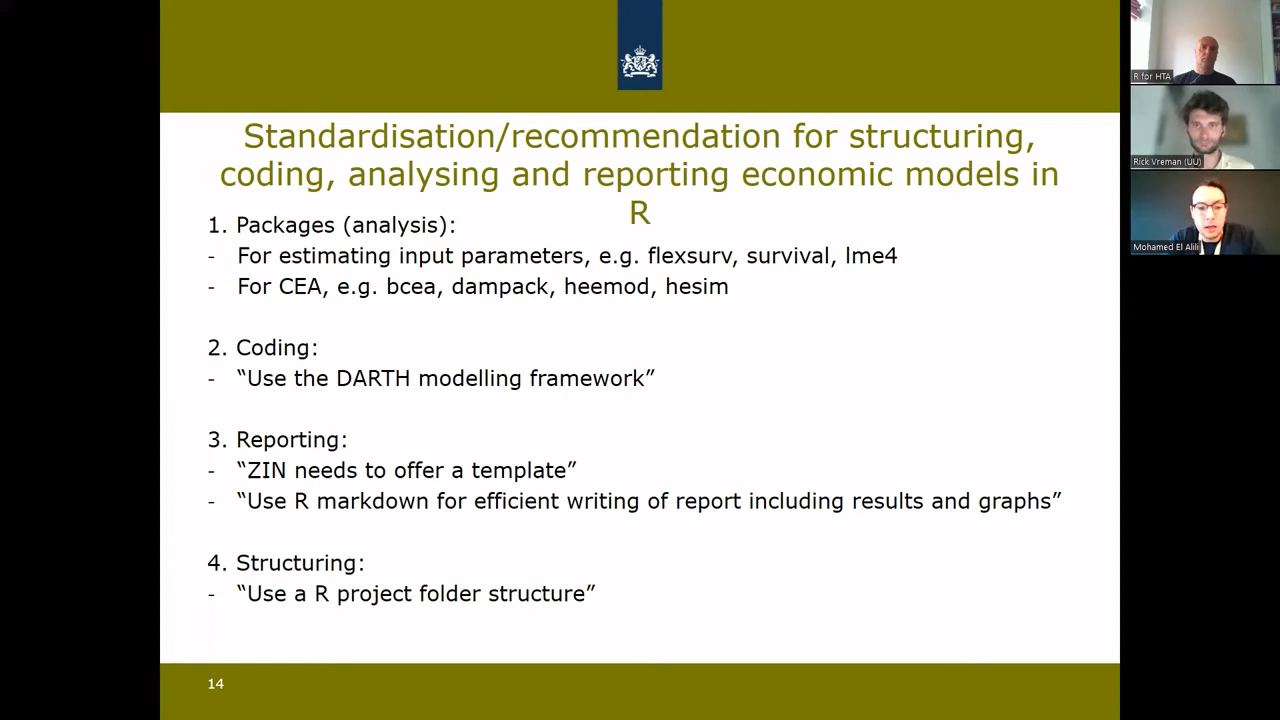 Standardisation/recommendation for structuring,
coding, analysing and reporting economic models in
R
1. Packages (analysis):
- For estimating input parameters, e.g. flexsurv, survival, lme4
- For CEA, e.g. bcea, dampack, heemod, hesim
2. Coding:
- “Use the DARTH modelling framework”
3. Reporting:
- “ZIN needs to offer a template”
- “Use R markdown for efficient writing of report including results and graphs”
4. Structuring:
- “Use a R project folder structure”
14
R for HTA
Rick Vreman (UU)
Mohamed El Alili